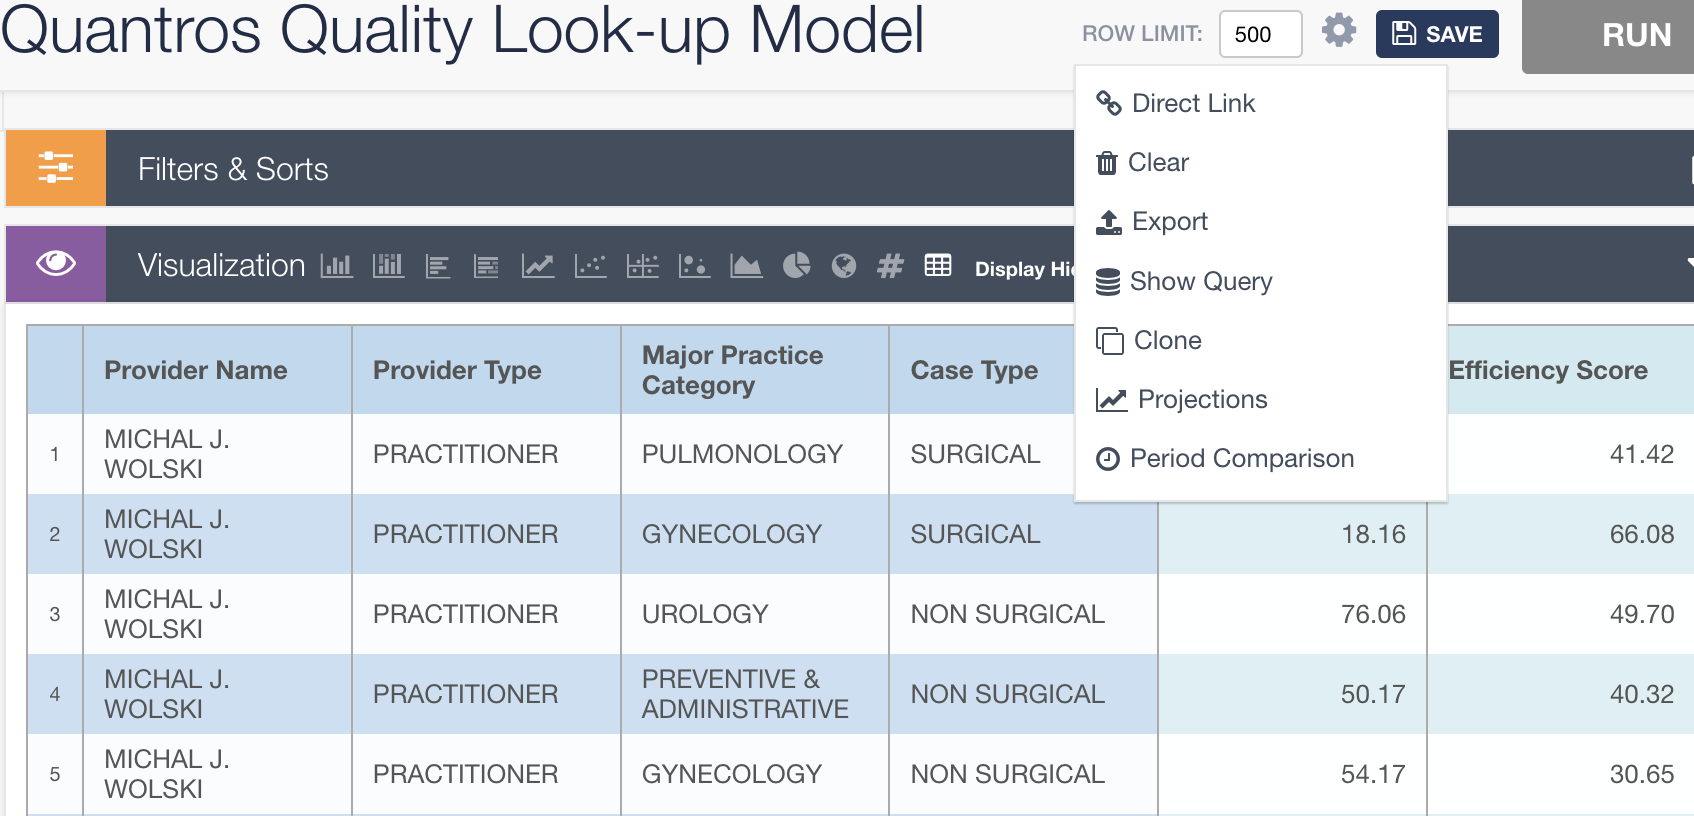 Quantros Quality Look-up Model
ROW LIMIT: 500 SAVE RUN
Direct Link
Clear
Export
Show Query
Clone
Projections
Period Comparison
Filters & Sorts
Visualization Display
Provider Name Provider Type Major Practice Category Case Type Efficiency Score
1 MICHAL J. WOLSKI PRACTITIONER PULMONOLOGY SURGICAL 41.42
2 MICHAL J. WOLSKI PRACTITIONER GYNECOLOGY SURGICAL 18.16 66.08
3 MICHAL J. WOLSKI PRACTITIONER UROLOGY NON SURGICAL 76.06 49.70
4 MICHAL J. WOLSKI PRACTITIONER PREVENTIVE & ADMINISTRATIVE NON SURGICAL 50.17 40.32
5 MICHAL J. WOLSKI PRACTITIONER GYNECOLOGY NON SURGICAL 54.17 30.65